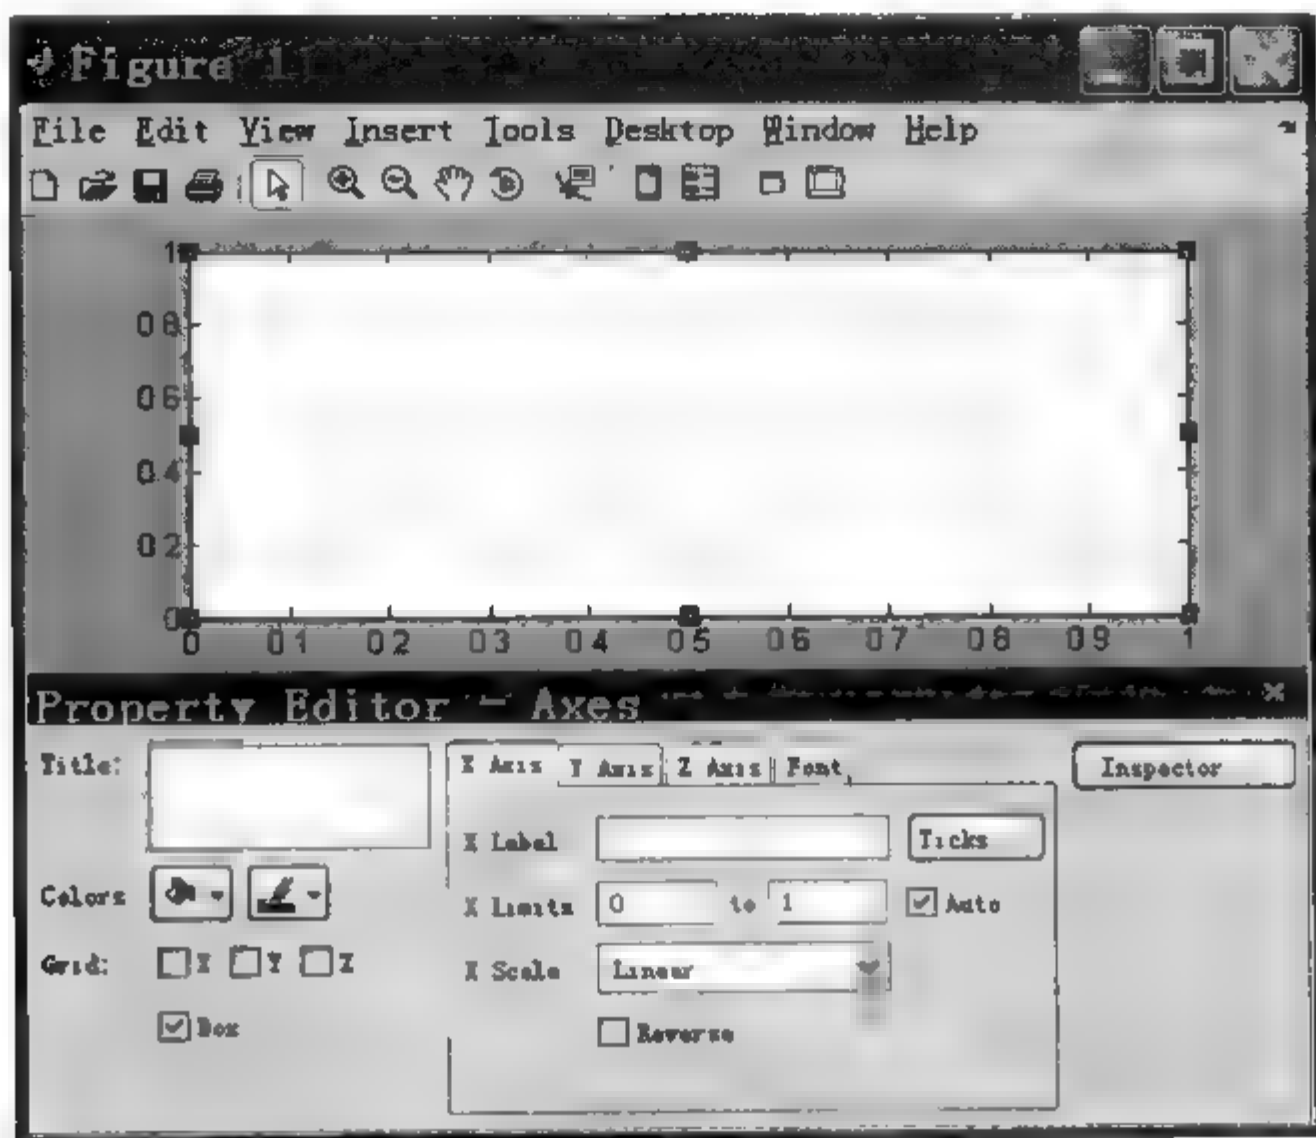 Figure 1
File Edit View Insert Tools Desktop Window Help
1
0.8
0.6
0.4
0.2
0
0 0.1 0.2 0.3 0.4 0.5 0.6 0.7 0.8 0.9 1
Property Editor - Axes
Title: X Axis Y Axis Z Axis Font Inspector
X Label Ticks
Colors X Limits 0 to 1 Auto
Grid: X Y Z X Scale Linear
Box Reverse